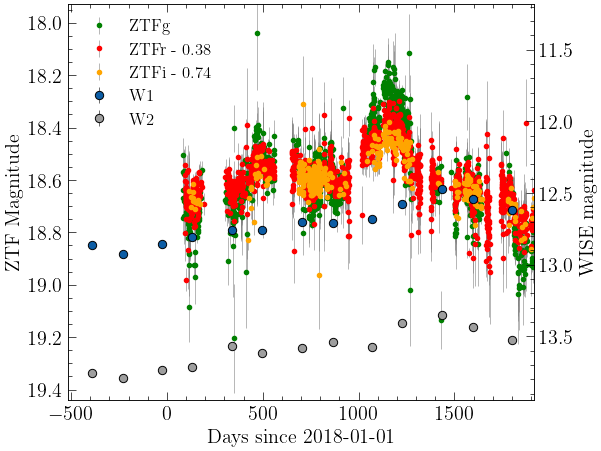 ZTFg
ZTFr - 0.38
ZTFi - 0.74
W1
W2
18.0
18.2
18.4
18.6
18.8
19.0
19.2
19.4
ZTF Magnitude
11.5
12.0
12.5
13.0
13.5
WISE magnitude
−500
0
500
1000
1500
Days since 2018-01-01